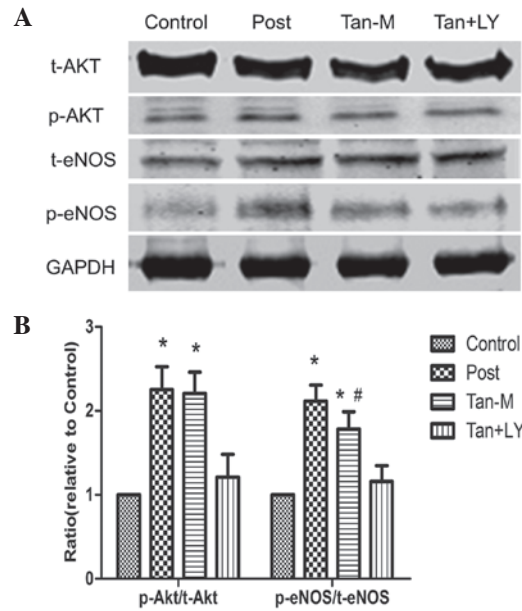 A
Control Post Tan-M Tan+LY
t-AKT
p-AKT
t-eNOS
p-eNOS
GAPDH
B
Ratio(relative to Control)
3
2
1
0
* * * * #
p-Akt/t-Akt p-eNOS/t-eNOS
Control
Post
Tan-M
Tan+LY